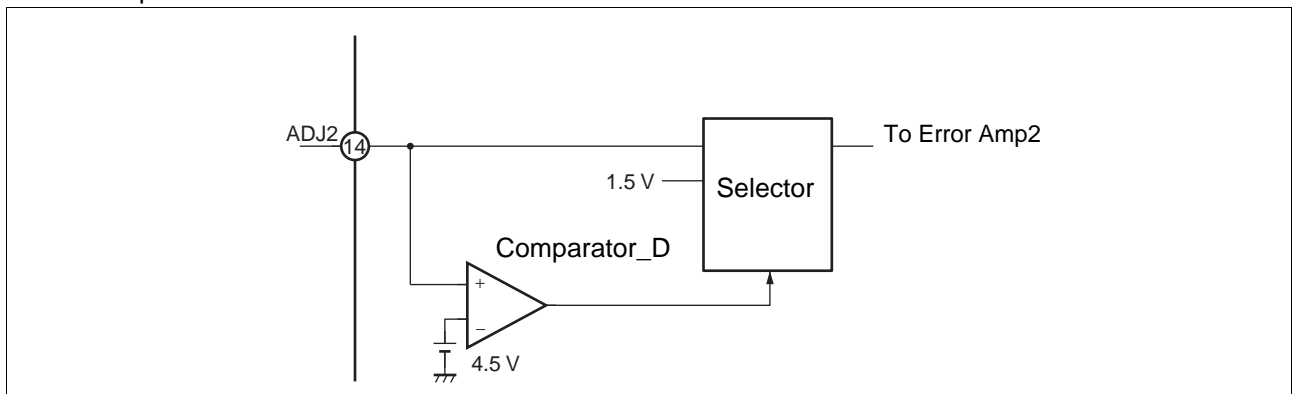 ADJ2
14
To Error Amp2
1.5 V
Selector
Comparator_D
+
−
4.5 V